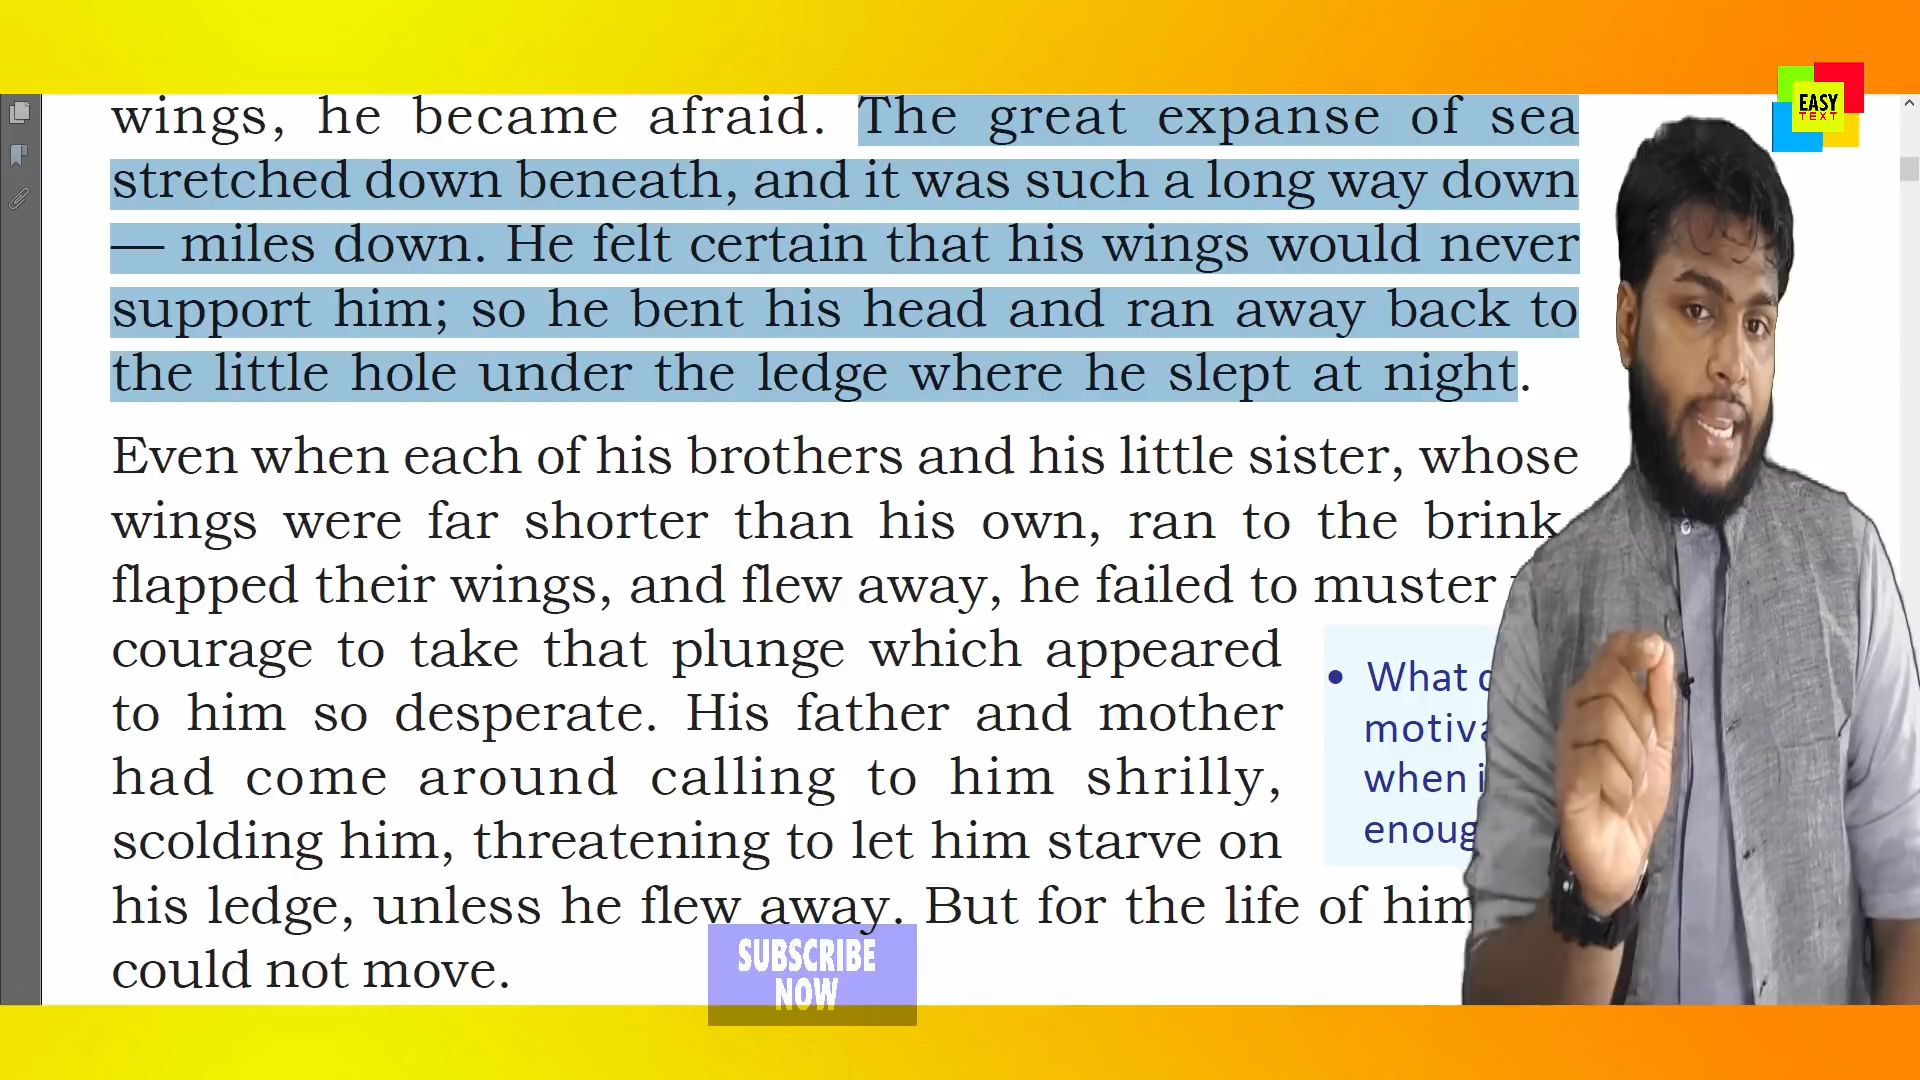 wings, he became afraid. The great expanse of sea
stretched down beneath, and it was such a long way down
— miles down. He felt certain that his wings would never
support him; so he bent his head and ran away back to
the little hole under the ledge where he slept at night.
Even when each of his brothers and his little sister, whose
wings were far shorter than his own, ran to the brink,
flapped their wings, and flew away, he failed to muster
courage to take that plunge which appeared
to him so desperate. His father and mother
had come around calling to him shrilly,
scolding him, threatening to let him starve on
his ledge, unless he flew away. But for the life of him
could not move.
• What
when
EASY
TEXT
SUBSCRIBE
NOW